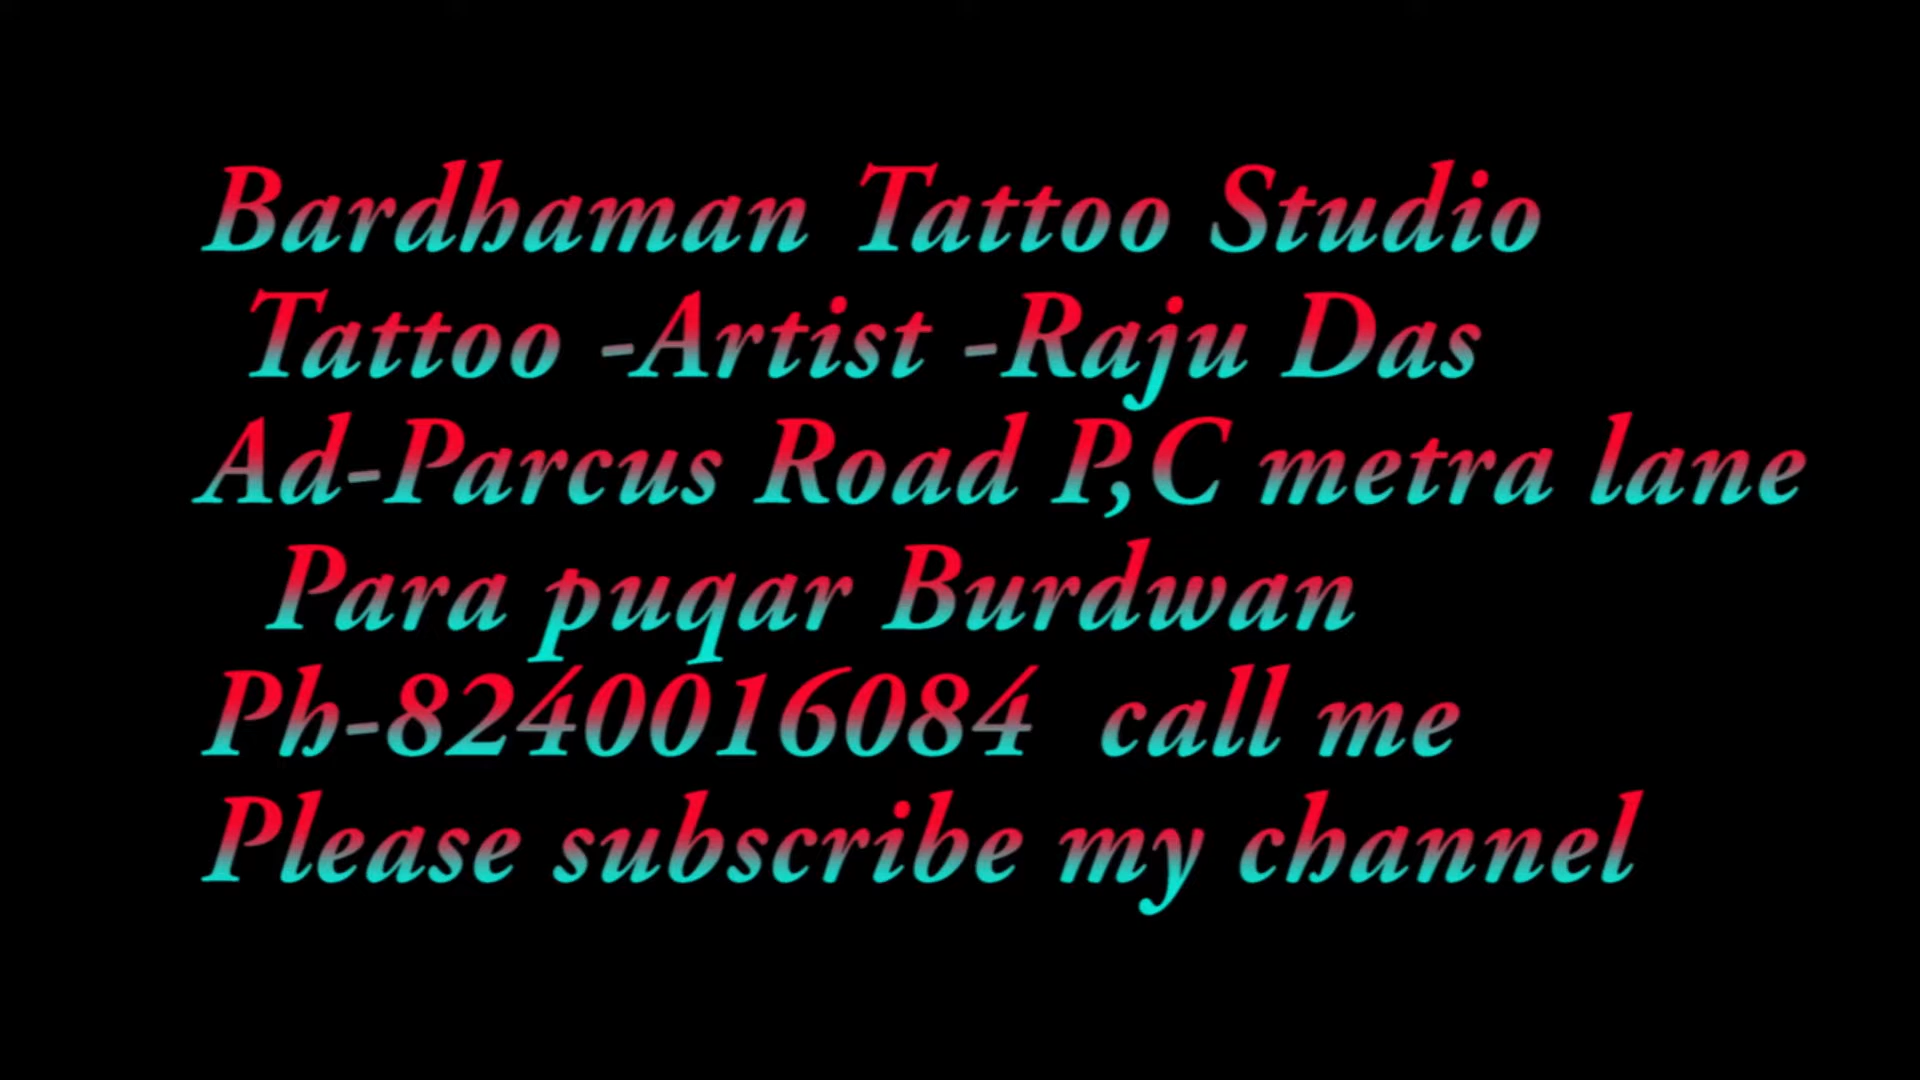 Bardhaman Tattoo Studio
Tattoo -Artist -Raju Das
Ad-Parcus Road P,C metra lane
Para puqar Burdwan
Ph-8240016084 call me
Please subscribe my channel